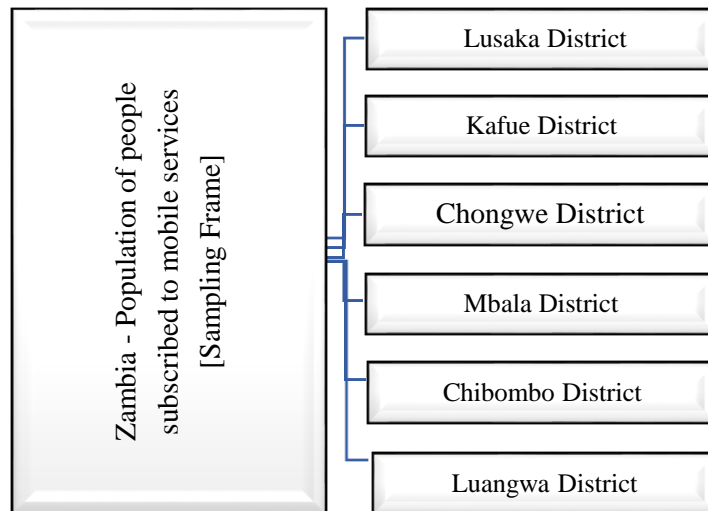 Zambia - Population of people
subscribed to mobile services
[Sampling Frame]
Lusaka District
Kafue District
Chongwe District
Mbala District
Chibombo District
Luangwa District